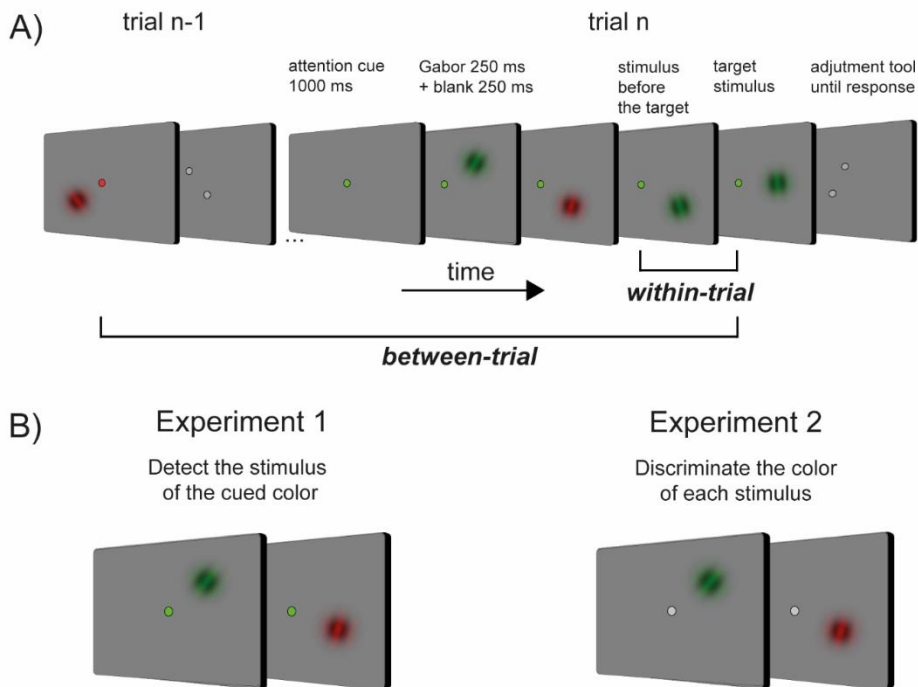 A)
trial n-1
trial n
attention cue
1000 ms
Gabor 250 ms
+ blank 250 ms
stimulus
before
the target
target
stimulus
adjutment tool
until response
...
time
within-trial
between-trial
B)
Experiment 1
Experiment 2
Detect the stimulus
of the cued color
Discriminate the color
of each stimulus